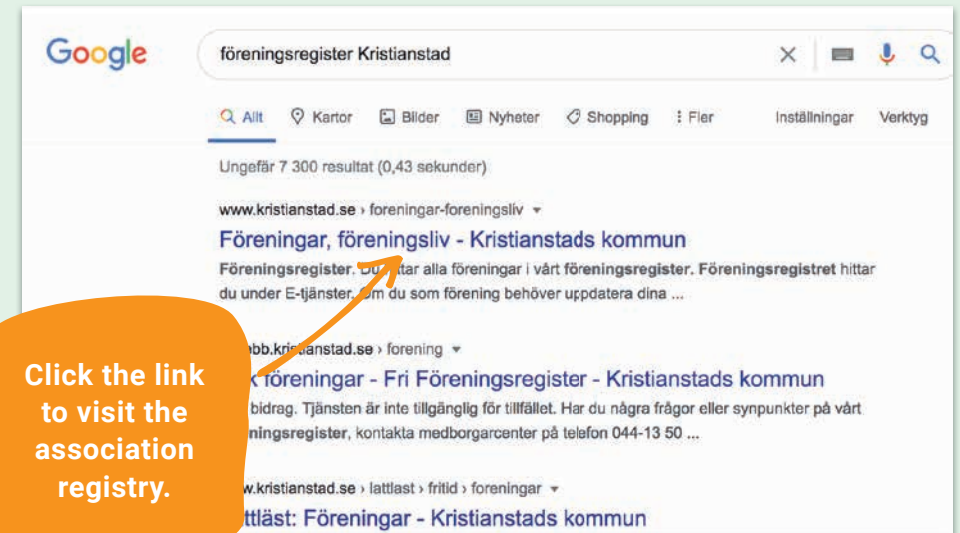 Google
föreningsregister Kristianstad
Allt Kartor Bilder Nyheter Shopping Fler Inställningar Verktyg
Ungefär 7 300 resultat (0,43 sekunder)
www.kristianstad.se › foreningar-foreningsliv
Föreningar, föreningsliv - Kristianstads kommun
Föreningsregister. Du hittar alla föreningar i vårt föreningsregister. Föreningsregistret hittar
du under E-tjänster. Om du som förening behöver uppdatera dina ...
bb.kristianstad.se › forening
k föreningar - Fri Föreningsregister - Kristianstads kommun
bidrag. Tjänsten är inte tillgänglig för tillfället. Har du några frågor eller synpunkter på vårt
ningsregister, kontakta medborgarcenter på telefon 044-13 50 ...
w.kristianstad.se › lattlast › fritid › foreningar
ttläst: Föreningar - Kristianstads kommun
Click the link
to visit the
association
registry.